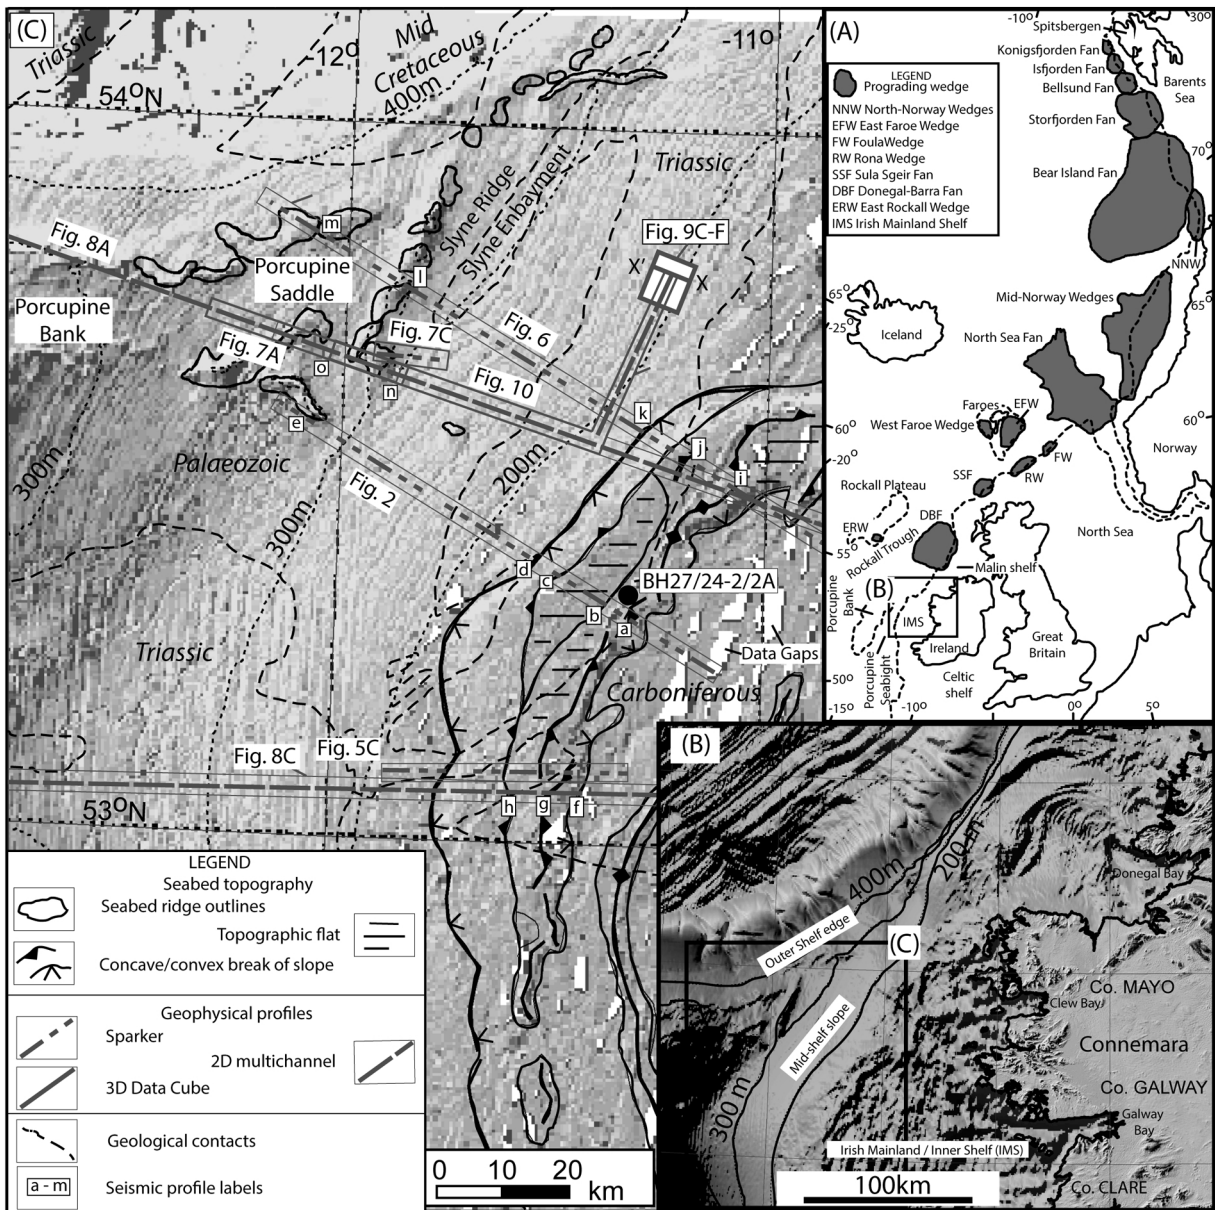 (C)
Triassic
-12°
Mid
Cretaceous
400m
-11°
54°N
Triassic
Slyne Ridge
Slyne Enbayment
Fig. 9C-F
X'
X
m
Fig. 8A
Porcupine
Saddle
l
Porcupine
Bank
Fig. 6
Fig. 7C
Fig. 7A
o
n
Fig. 10
e
k
j
i
300m
Palaeozoic
200m
Fig. 2
300m
d
c
BH27/24-2/2A
b
a
Data Gaps
Triassic
Carboniferous
Fig. 8C
Fig. 5C
53°N
h
g
f
LEGEND
Seabed topography
Seabed ridge outlines
Topographic flat
Concave/convex break of slope
Geophysical profiles
Sparker
2D multichannel
3D Data Cube
Geological contacts
a - m
Seismic profile labels
0 10 20
km
(A)
-10°
30°
Spitsbergen
Konigsfjorden Fan
Isfjorden Fan
Bellsund Fan
Barents
Sea
Storfjorden Fan
70°
Bear Island Fan
LEGEND
Prograding wedge
NNW North-Norway Wedges
EFW East Faroe Wedge
FW FoulaWedge
RW Rona Wedge
SSF Sula Sgeir Fan
DBF Donegal-Barra Fan
ERW East Rockall Wedge
IMS Irish Mainland Shelf
NNW
65°
-25°
Iceland
Mid-Norway Wedges
65°
North Sea Fan
Faroes
EFW
West Faroe Wedge
60°
-20°
60°
Norway
FW
RW
SSF
Rockall Plateau
DBF
ERW
North Sea
55°
Rockall Trough
Malin shelf
(B)
Porcupine
Bank
IMS
Ireland
Great
Britain
Porcupine
Seabight
Celtic
shelf
50°
-15°
-10°
0°
5°
(B)
400m
200 m
Donegal Bay
Outer Shelf edge
(C)
Co. MAYO
Clew Bay
Mid-shelf slope
Connemara
Co. GALWAY
300 m
Galway
Bay
Irish Mainland / Inner Shelf (IMS)
100km
Co. CLARE